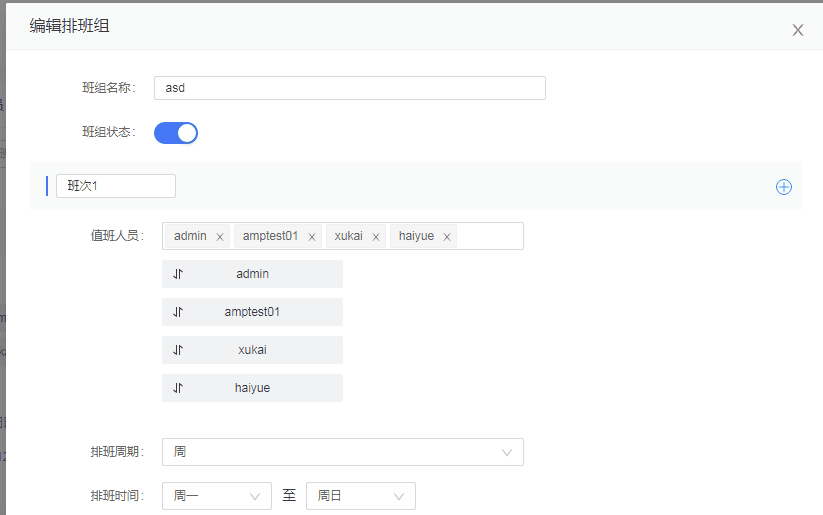 编辑排班组
班组名称：asd
班组状态：
班次1
值班人员：admin amptest01 xukai haiyue
admin
amptest01
xukai
haiyue
排班周期：周
排班时间：周一 至 周日